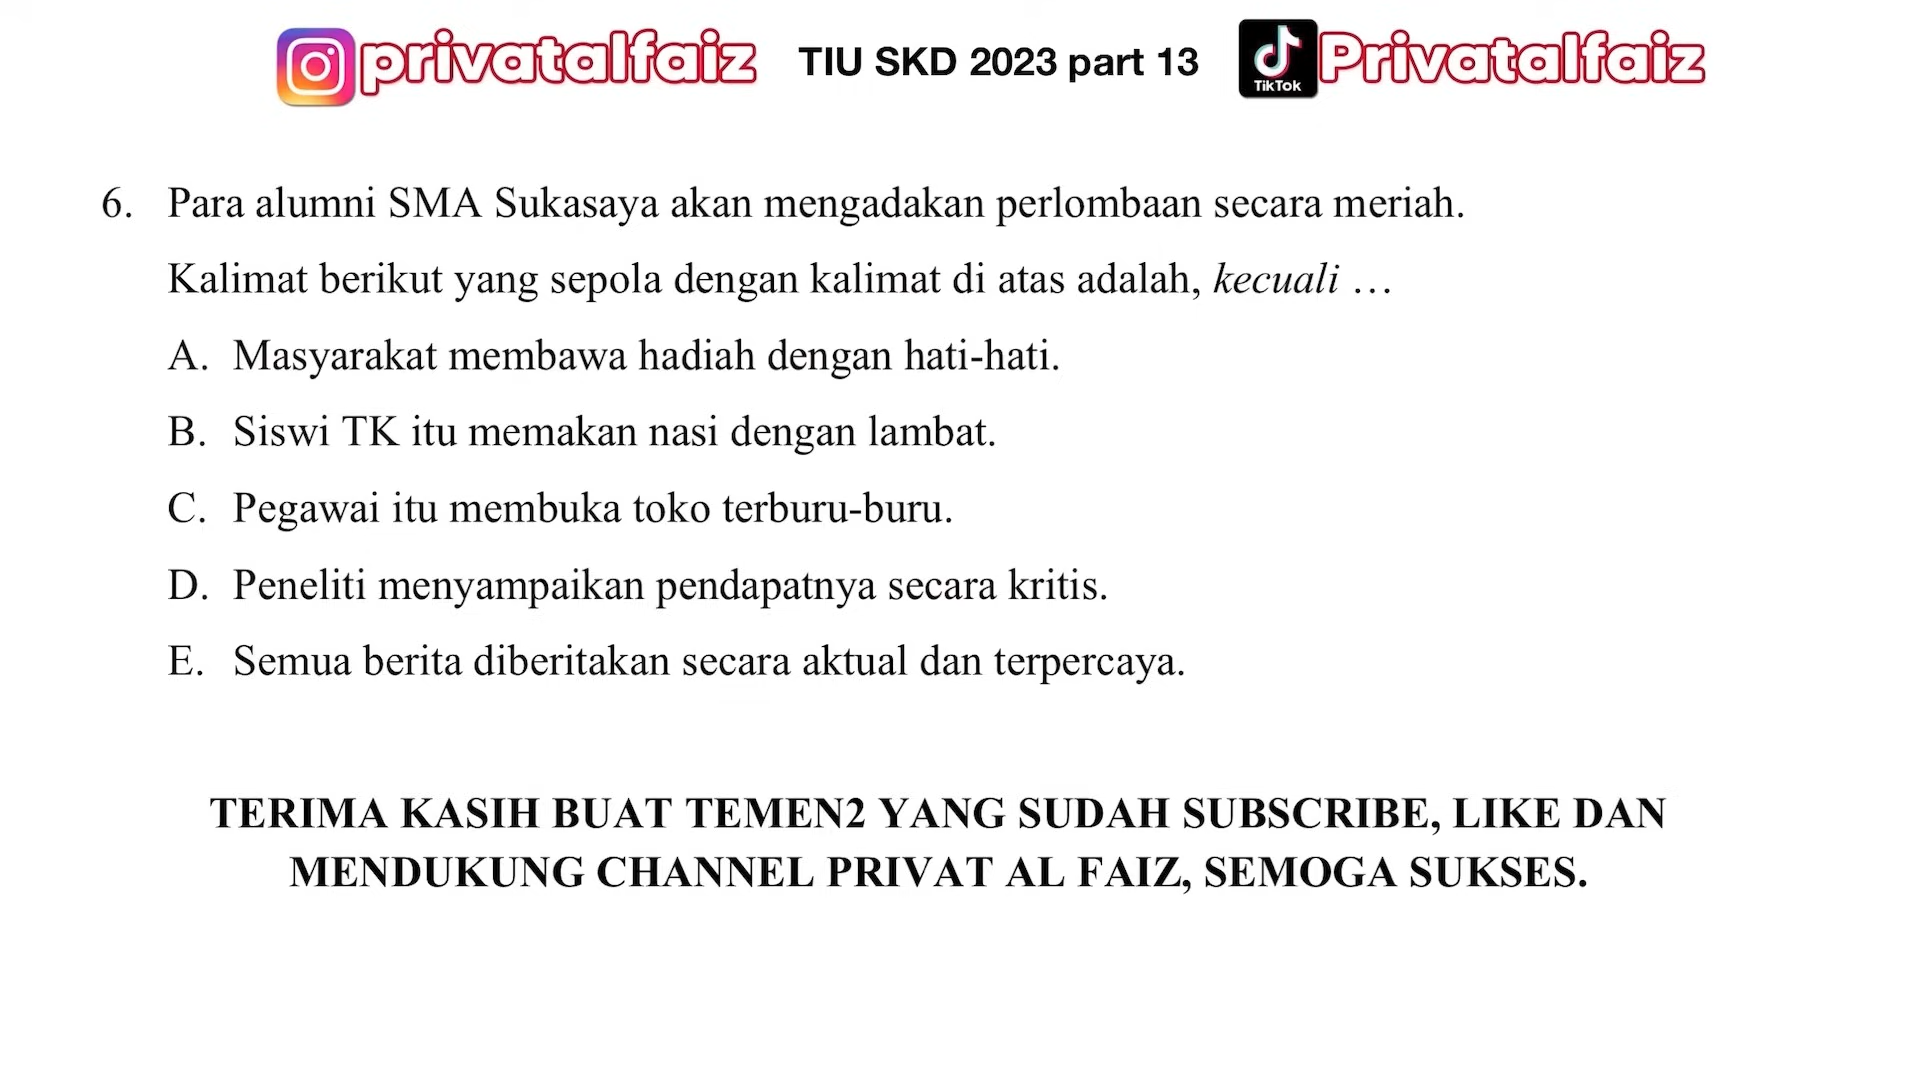 privatalfaiz TIU SKD 2023 part 13 TikTok Privatalfaiz
6. Para alumni SMA Sukasaya akan mengadakan perlombaan secara meriah.
Kalimat berikut yang sepola dengan kalimat di atas adalah, kecuali …
A. Masyarakat membawa hadiah dengan hati-hati.
B. Siswi TK itu memakan nasi dengan lambat.
C. Pegawai itu membuka toko terburu-buru.
D. Peneliti menyampaikan pendapatnya secara kritis.
E. Semua berita diberitakan secara aktual dan terpercaya.
TERIMA KASIH BUAT TEMEN2 YANG SUDAH SUBSCRIBE, LIKE DAN
MENDUKUNG CHANNEL PRIVAT AL FAIZ, SEMOGA SUKSES.